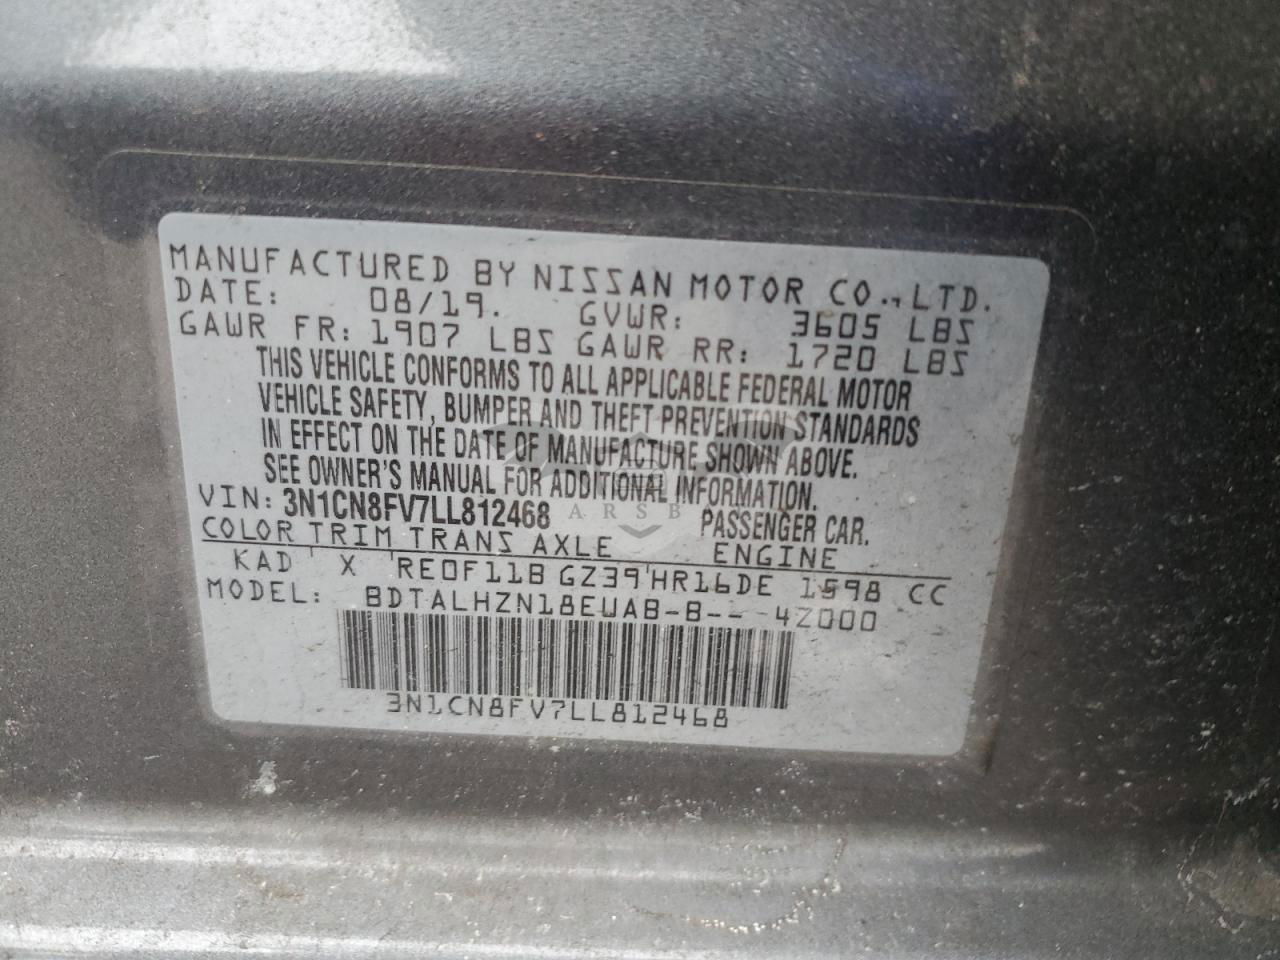 MANUFACTURED BY NISSAN MOTOR CO., LTD.
DATE: 08/19. GVWR: 3605 LBS
GAWR FR: 1907 LBS GAWR RR: 1720 LBS
THIS VEHICLE CONFORMS TO ALL APPLICABLE FEDERAL MOTOR
VEHICLE SAFETY, BUMPER AND THEFT PREVENTION STANDARDS
IN EFFECT ON THE DATE OF MANUFACTURE SHOWN ABOVE.
SEE OWNER'S MANUAL FOR ADDITIONAL INFORMATION.
VIN: 3N1CN8FV7LL812468 PASSENGER CAR.
COLOR TRIM TRANS AXLE ENGINE
KAD X RE0F11B GZ39 HR16DE 1598 CC
MODEL: BDTALHZN18EUAB-B-- 4Z000
3N1CN8FV7LL812468
ARSB